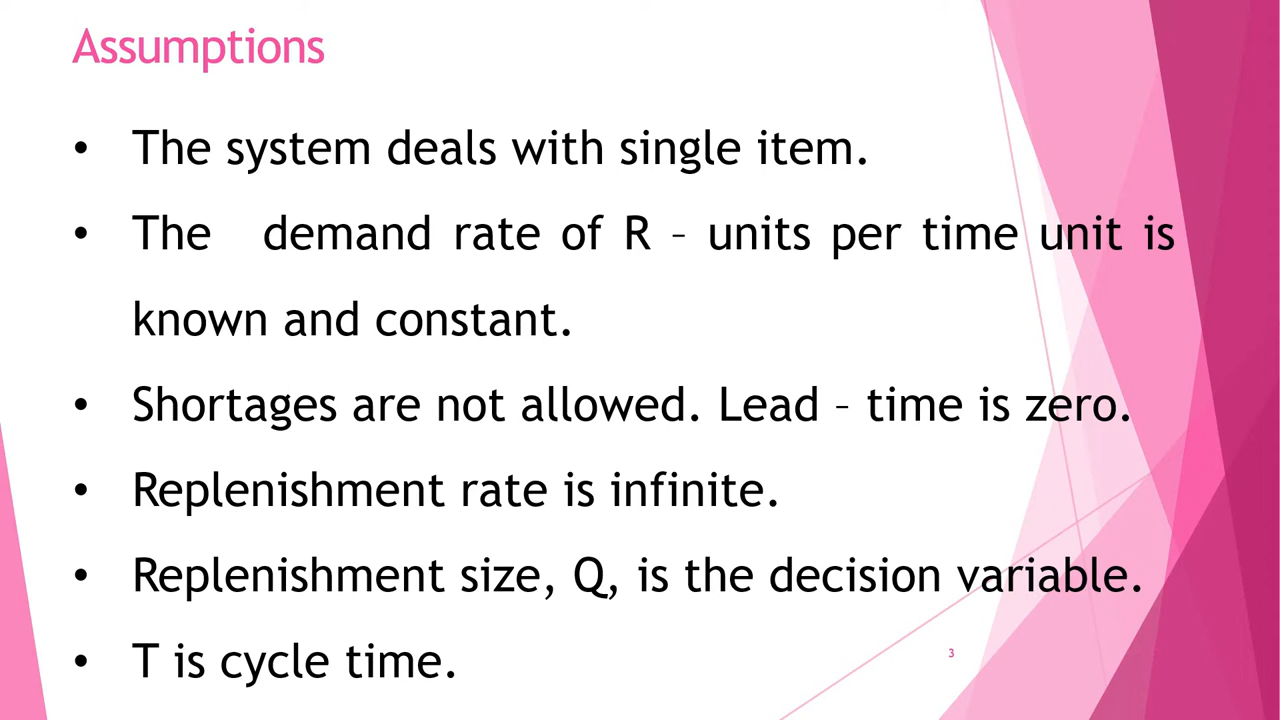 Assumptions
• The system deals with single item.
• The demand rate of R – units per time unit is
known and constant.
• Shortages are not allowed. Lead – time is zero.
• Replenishment rate is infinite.
• Replenishment size, Q, is the decision variable.
• T is cycle time.
3